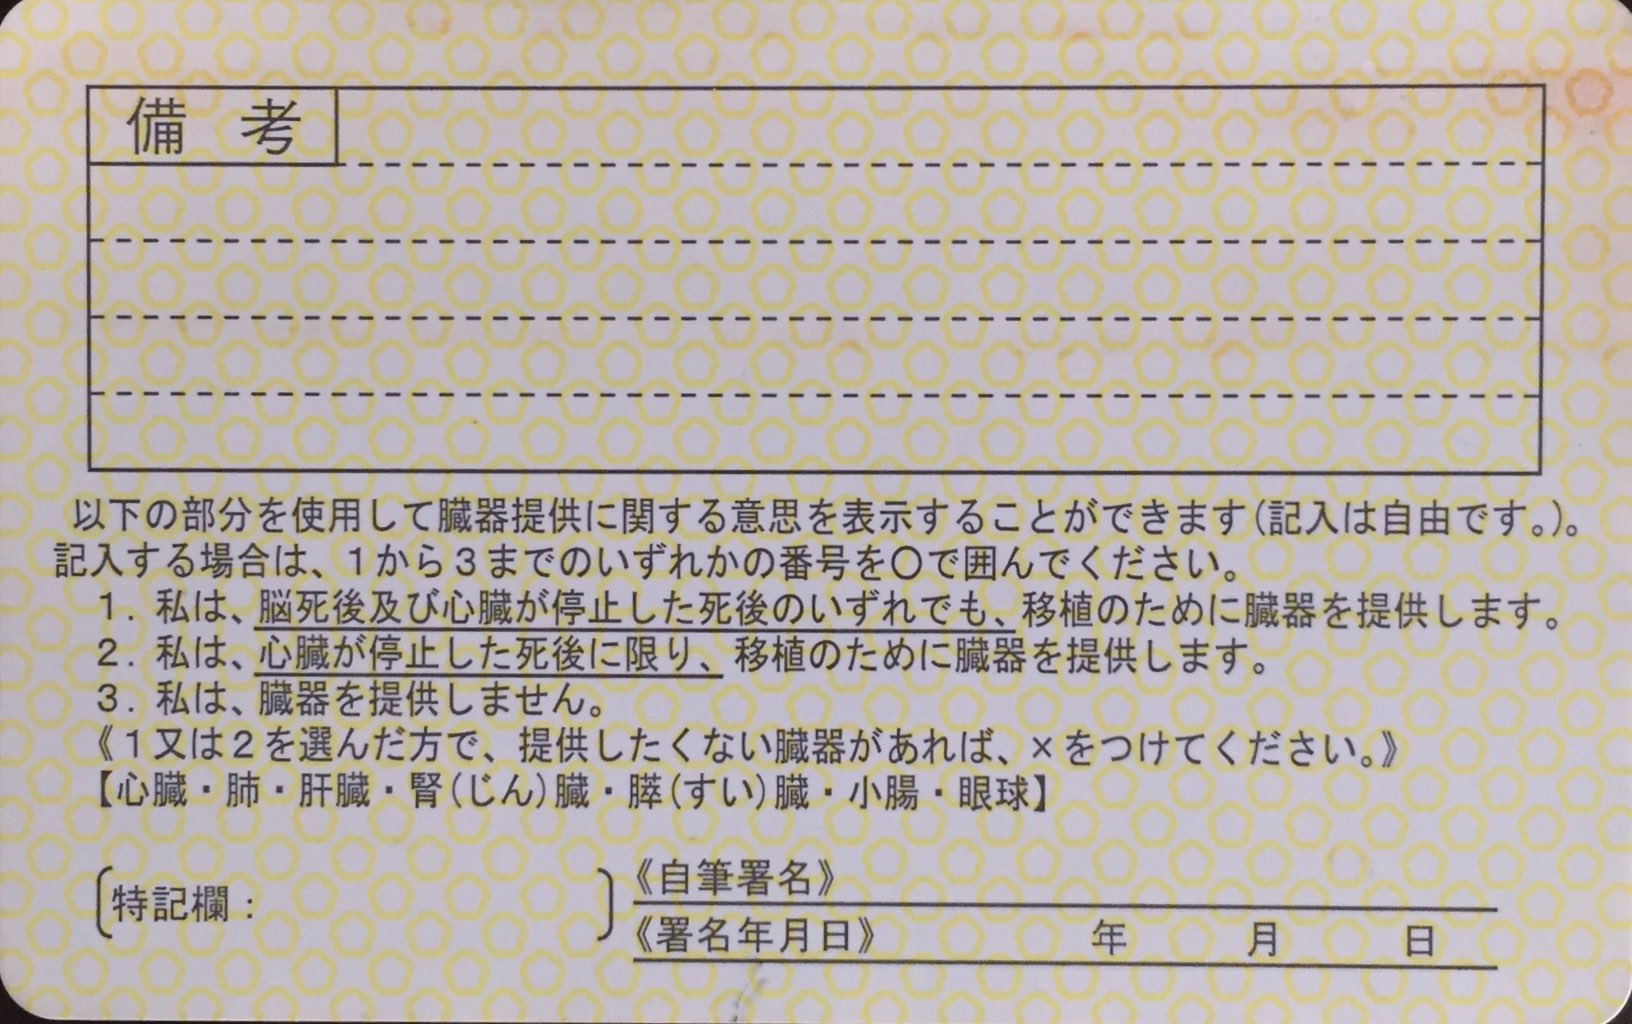 備 考
以下の部分を使用して臓器提供に関する意思を表示することができます(記入は自由です。)。
記入する場合は、1から3までのいずれかの番号を〇で囲んでください。
1. 私は、脳死後及び心臓が停止した死後のいずれでも、移植のために臓器を提供します。
2. 私は、心臓が停止した死後に限り、移植のために臓器を提供します。
3. 私は、臓器を提供しません。
《1又は2を選んだ方で、提供したくない臓器があれば、×をつけてください。》
【心臓・肺・肝臓・腎(じん)臓・膵(すい)臓・小腸・眼球】
〔特記欄: 〕
《自筆署名》
《署名年月日》 年 月 日